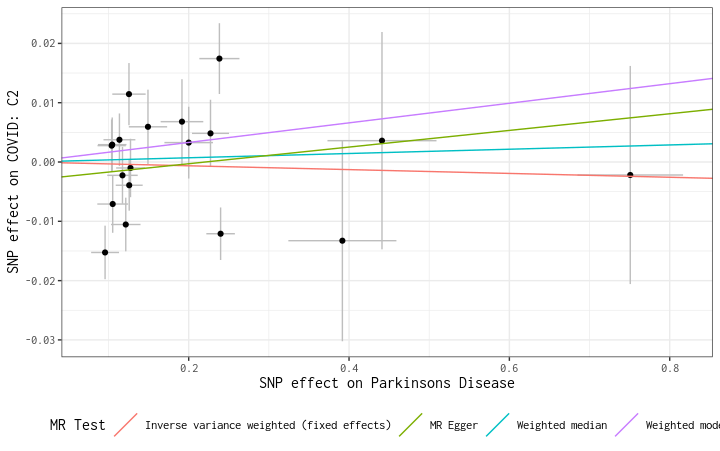 SNP effect on COVID: C2
0.02
0.01
0.00
-0.01
-0.02
-0.03
0.2 0.4 0.6 0.8
SNP effect on Parkinsons Disease
MR Test Inverse variance weighted (fixed effects) MR Egger Weighted median Weighted mode